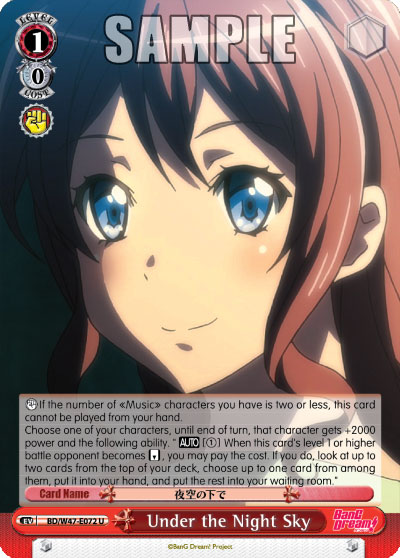 LEVEL
1
SAMPLE
0
COST
If the number of «Music» characters you have is two or less, this card
cannot be played from your hand.
Choose one of your characters, until end of turn, that character gets +2000
power and the following ability. " AUTO [①] When this card's level 1 or higher
battle opponent becomes , you may pay the cost. If you do, look at up to
two cards from the top of your deck, choose up to one card from among
them, put it into your hand, and put the rest into your waiting room."
Card Name 夜空の下で
EV BD/W47-E072 U Under the Night Sky
BanG Dream!
©BanG Dream! Project